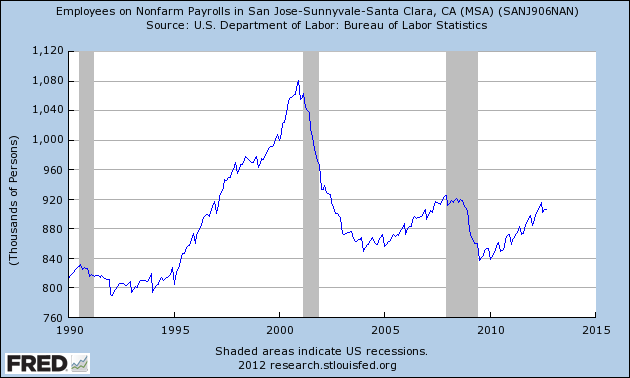 Employees on Nonfarm Payrolls in San Jose-Sunnyvale-Santa Clara, CA (MSA) (SANJ906NAN)
Source: U.S. Department of Labor: Bureau of Labor Statistics
1,120
1,080
1,040
1,000
960
920
880
840
800
760
(Thousands of Persons)
1990 1995 2000 2005 2010 2015
Shaded areas indicate US recessions.
2012 research.stlouisfed.org
FRED